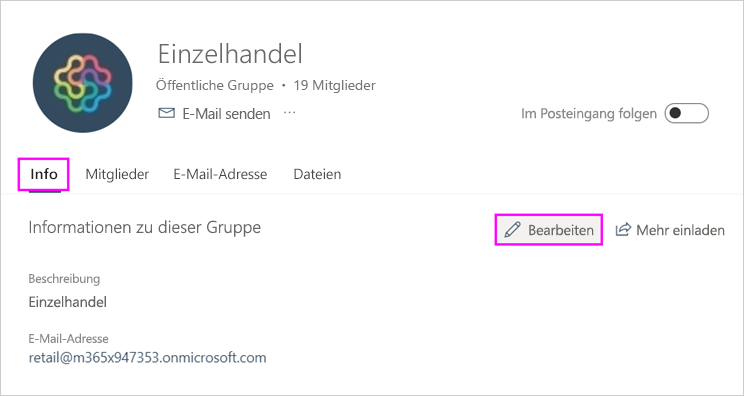 Einzelhandel
Öffentliche Gruppe • 19 Mitglieder
E-Mail senden ···
Im Posteingang folgen
Info Mitglieder E-Mail-Adresse Dateien
Informationen zu dieser Gruppe
Bearbeiten Mehr einladen
Beschreibung
Einzelhandel
E-Mail-Adresse
retail@m365x947353.onmicrosoft.com